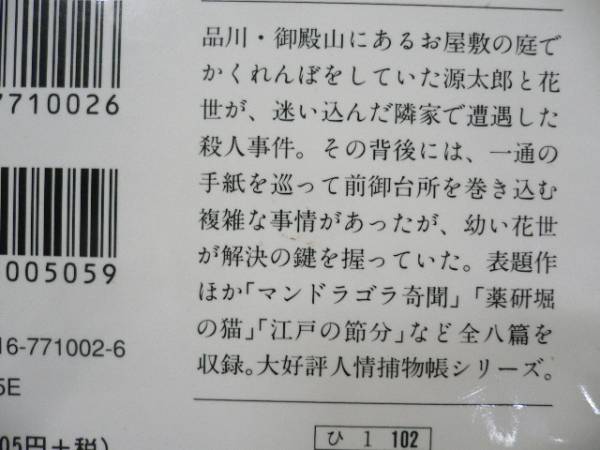 品川・御殿山にあるお屋敷の庭で
かくれんぼをしていた源太郎と花
世が、迷い込んだ隣家で遭遇した
殺人事件。その背後には、一通の
手紙を巡って前御台所を巻き込む
複雑な事情があったが、幼い花世
が解決の鍵を握っていた。表題作
ほか「マンドラゴラ奇聞」「薬研堀
の猫」「江戸の節分」など全八篇を
収録。大好評人情捕物帳シリーズ。
7710026
005059
16-771002-6
5E
05円+税)
ひ 1 102